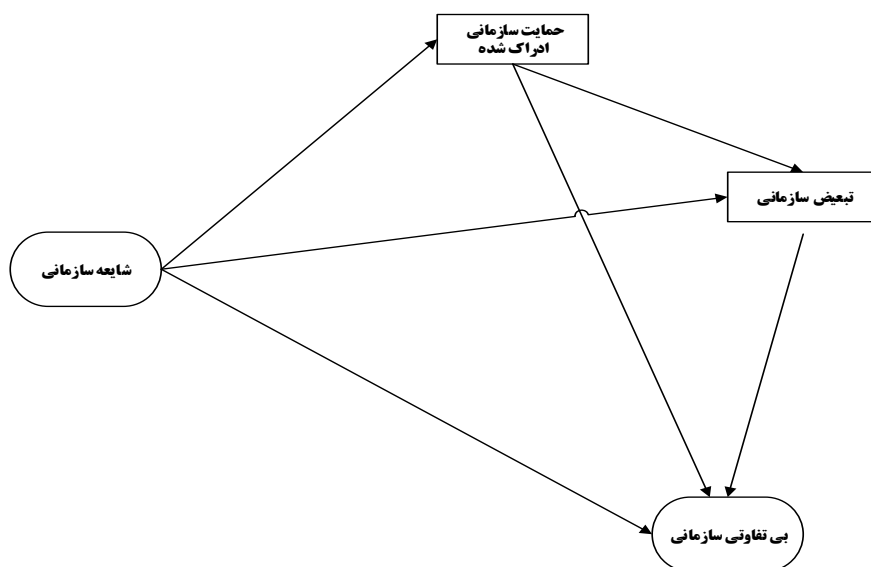 حمایت سازمانی
ادراک شده
تبعیض سازمانی
شایعه سازمانی
بی تفاوتی سازمانی